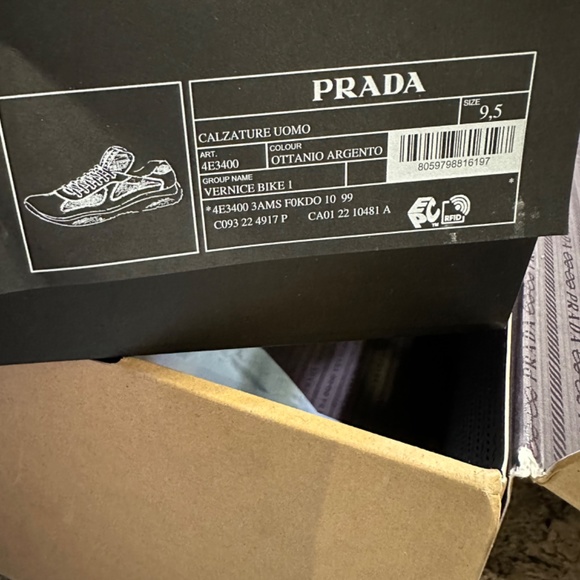 PRADA
CALZATURE UOMO
SIZE 9,5
ART. 4E3400
COLOUR OTTANIO ARGENTO
8059798816197
GROUP NAME
VERNICE BIKE 1
*4E3400 3AMS F0KDO 10 99 *
C093 22 4917 P CA01 22 10481 A
RFID
PRADA